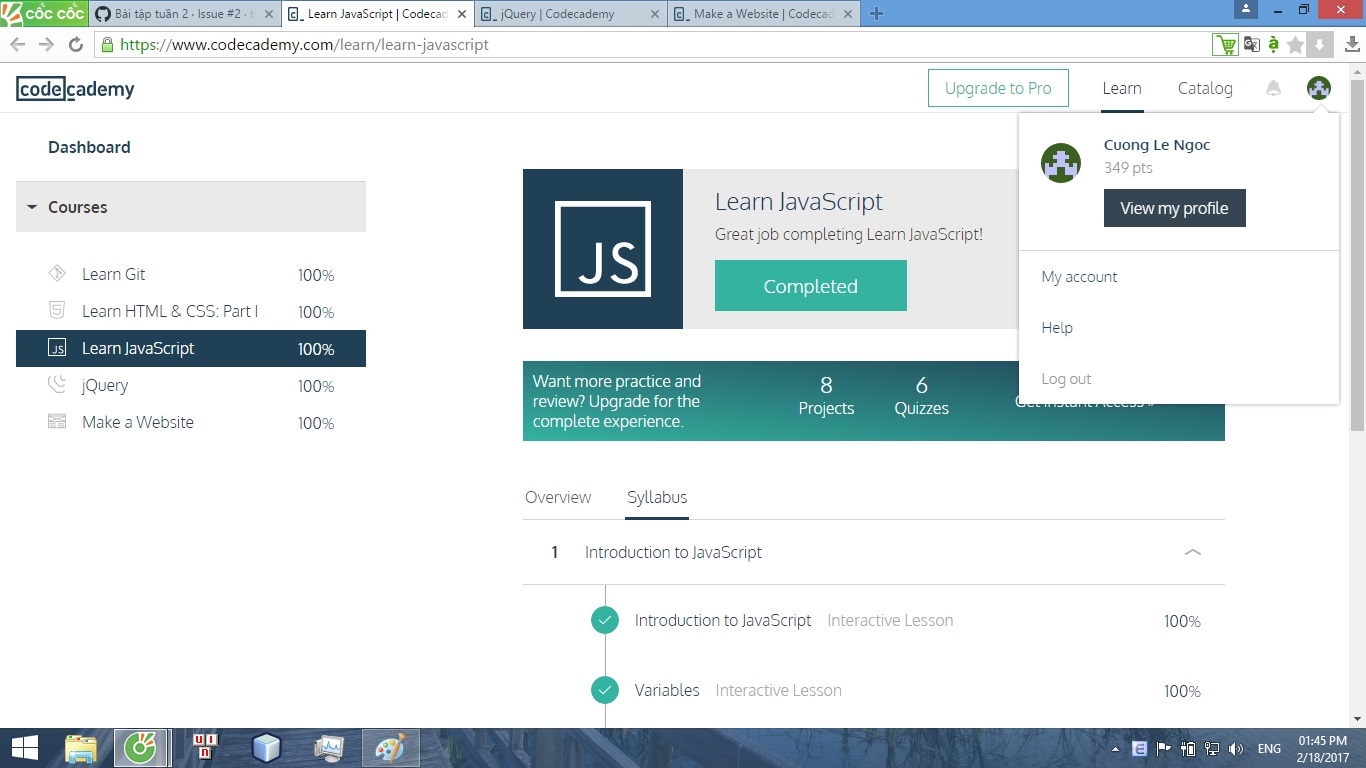 cốc cốc
Bài tập tuần 2 · Issue #2 ·
Learn JavaScript | Codecad
jQuery | Codecademy
Make a Website | Codecad
https://www.codecademy.com/learn/learn-javascript
codecademy
Upgrade to Pro
Learn
Catalog
Dashboard
Courses
Learn Git 100%
Learn HTML & CSS: Part I 100%
JS Learn JavaScript 100%
jQuery 100%
Make a Website 100%
JS
Learn JavaScript
Great job completing Learn JavaScript!
Completed
Cuong Le Ngoc
349 pts
View my profile
My account
Help
Log out
Want more practice and
review? Upgrade for the
complete experience.
8
Projects
6
Quizzes
Get Instant Access »
Overview
Syllabus
1 Introduction to JavaScript
Introduction to JavaScript Interactive Lesson 100%
Variables Interactive Lesson 100%
ENG
01:45 PM
2/18/2017